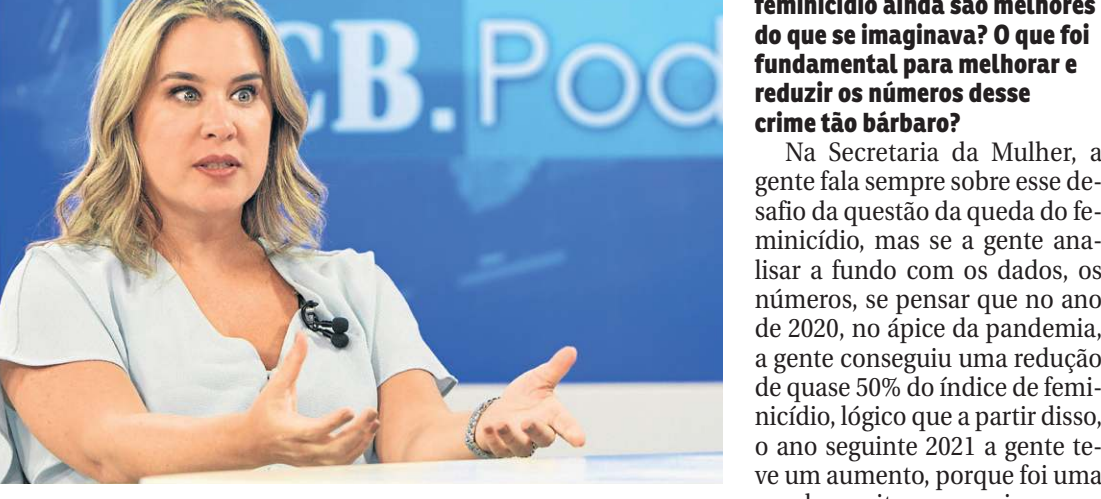 CB.Pod
feminicídio ainda são melhores
do que se imaginava? O que foi
fundamental para melhorar e
reduzir os números desse
crime tão bárbaro?
Na Secretaria da Mulher, a
gente fala sempre sobre esse de-
safio da questão da queda do fe-
minicídio, mas se a gente ana-
lisar a fundo com os dados, os
números, se pensar que no ano
de 2020, no ápice da pandemia,
a gente conseguiu uma redução
de quase 50% do índice de femi-
nicídio, lógico que a partir disso,
o ano seguinte 2021 a gente te-
ve um aumento, porque foi uma